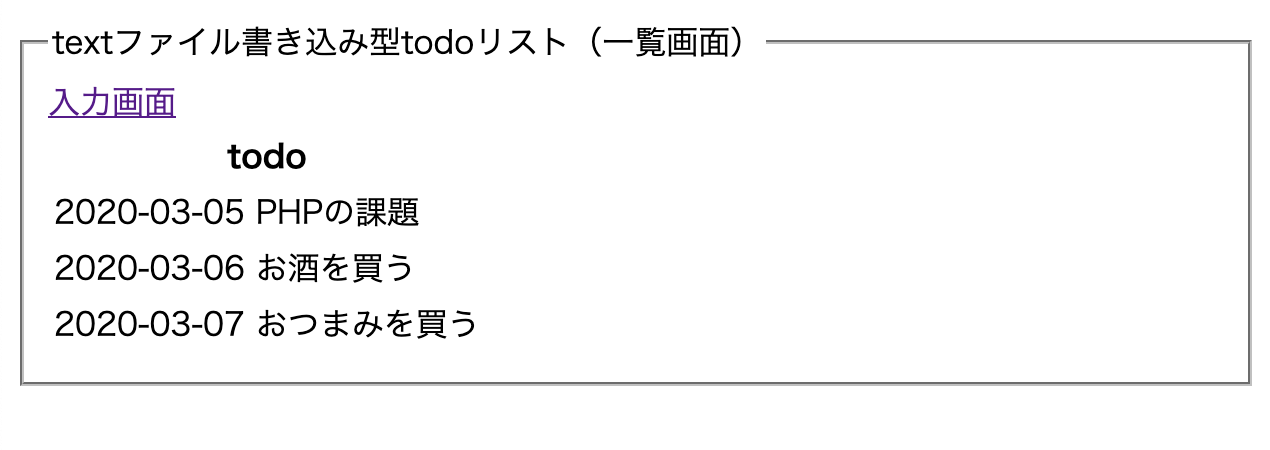 textファイル書き込み型todoリスト（一覧画面）
入力画面
todo
2020-03-05 PHPの課題
2020-03-06 お酒を買う
2020-03-07 おつまみを買う